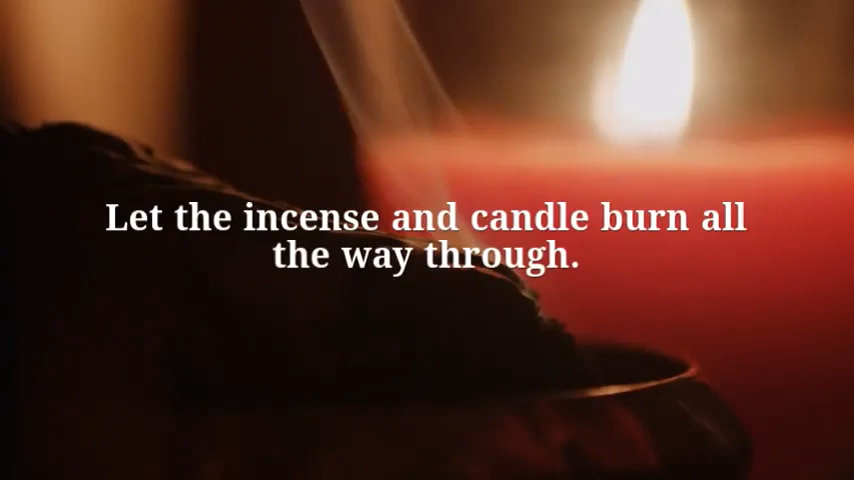 Let the incense and candle burn all
the way through.